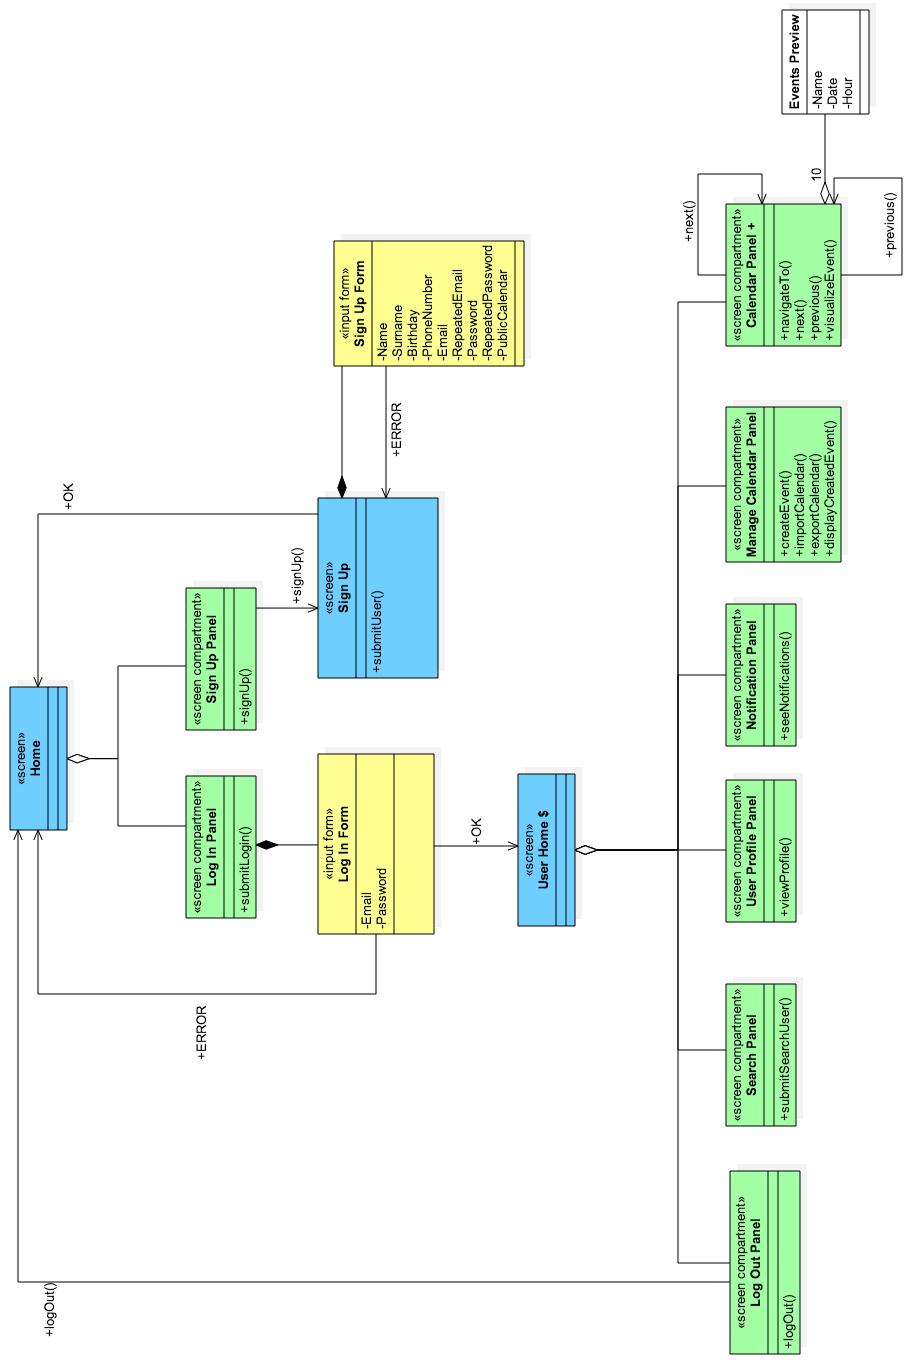 «screen»
Home
+logOut()
+ERROR
+OK
«screen compartment»
Log In Panel
+submitLogin()
«screen compartment»
Sign Up Panel
+signUp()
+signUp()
«input form»
Log In Form
-Email
-Password
«screen»
Sign Up
+submitUser()
+ERROR
«input form»
Sign Up Form
-Name
-Surname
-Birthday
-PhoneNumber
-Email
-RepeatedEmail
-Password
-RepeatedPassword
-PublicCalendar
+OK
«screen»
User Home $
«screen compartment»
Log Out Panel
+logOut()
«screen compartment»
Search Panel
+submitSearchUser()
«screen compartment»
User Profile Panel
+viewProfile()
«screen compartment»
Notification Panel
+seeNotifications()
«screen compartment»
Manage Calendar Panel
+createEvent()
+importCalendar()
+exportCalendar()
+displayCreatedEvent()
«screen compartment»
Calendar Panel +
+navigateTo()
+next()
+previous()
+visualizeEvent()
+next()
+previous()
10
Events Preview
-Name
-Date
-Hour